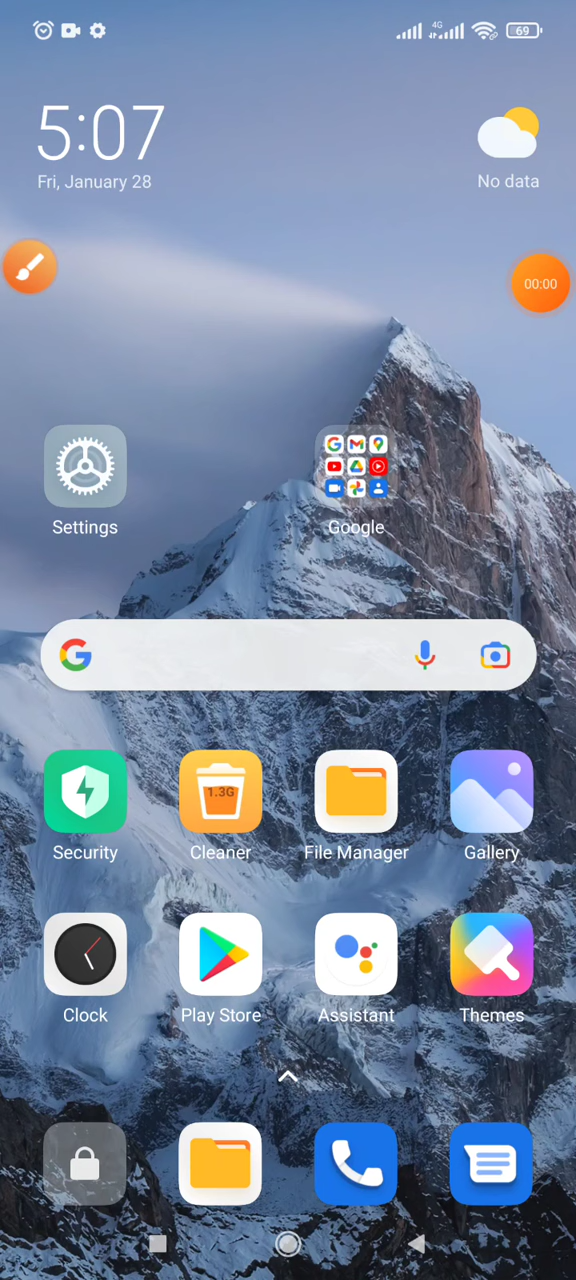 4G
69
5:07
Fri, January 28
No data
00:00
Settings
Google
1.3G
Security
Cleaner
File Manager
Gallery
Clock
Play Store
Assistant
Themes